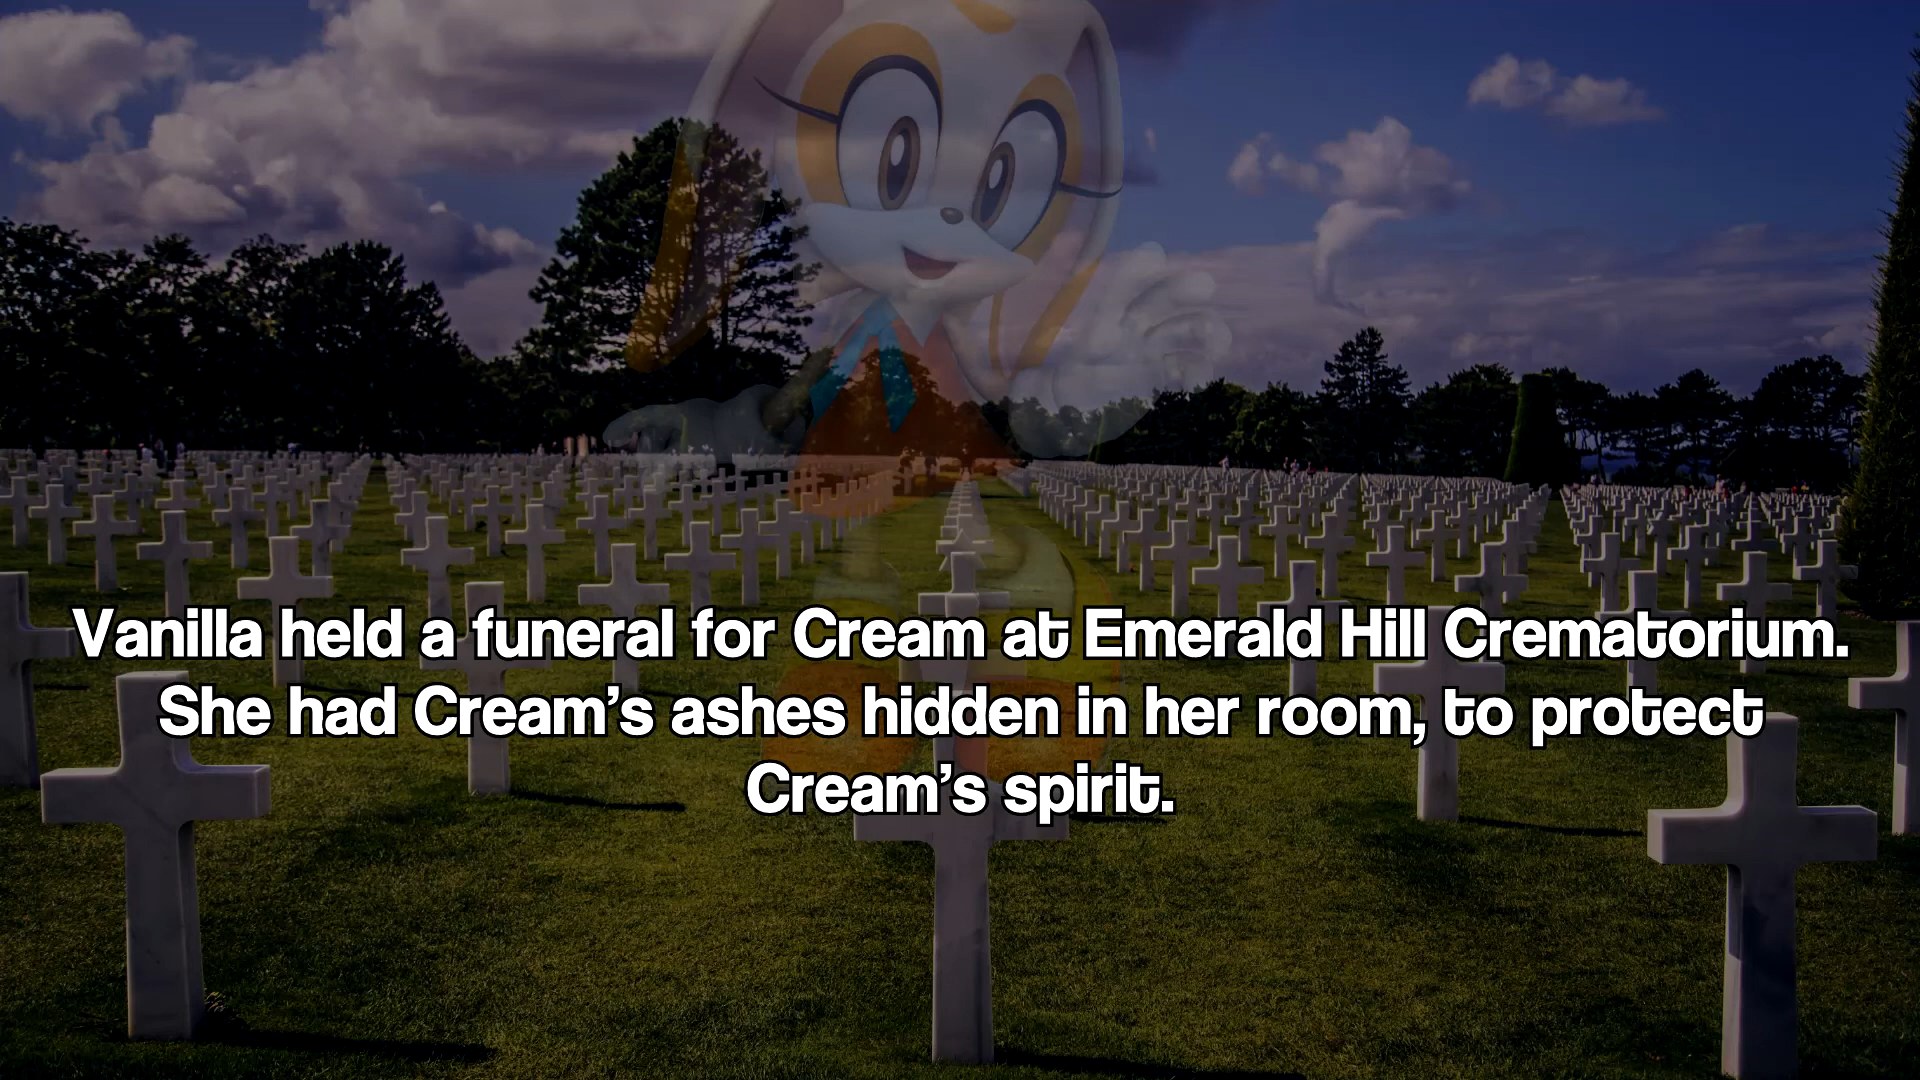 Vanilla held a funeral for Cream at Emerald Hill Crematorium.
She had Cream’s ashes hidden in her room, to protect
Cream’s spirit.